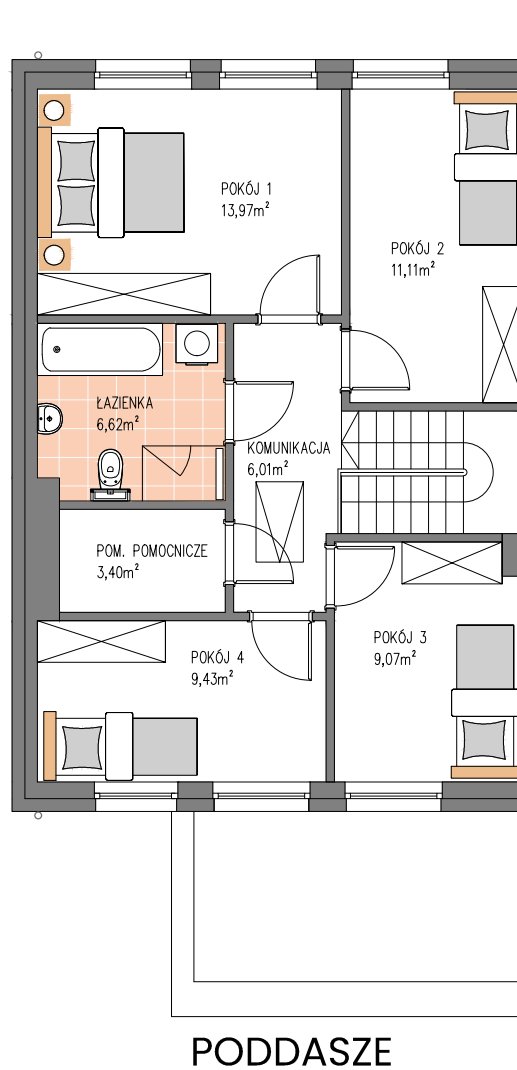 POKÓJ 1
13,97m²
POKÓJ 2
11,11m²
ŁAZIENKA
6,62m²
KOMUNIKACJA
6,01m²
POM. POMOCNICZE
3,40m²
POKÓJ 3
9,07m²
POKÓJ 4
9,43m²
PODDASZE